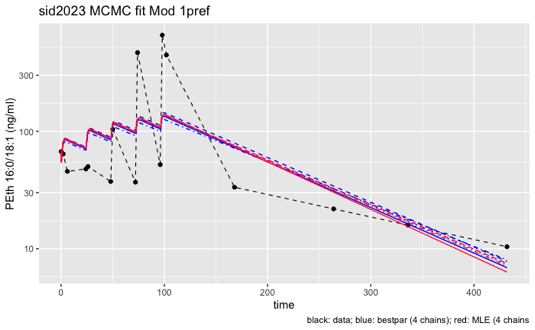 sid2023 MCMC fit Mod 1pref
PEth 16:0/18:1 (ng/ml)
300
100
30
10
0
100
200
300
400
time
black: data; blue: bestpar (4 chains); red: MLE (4 chains